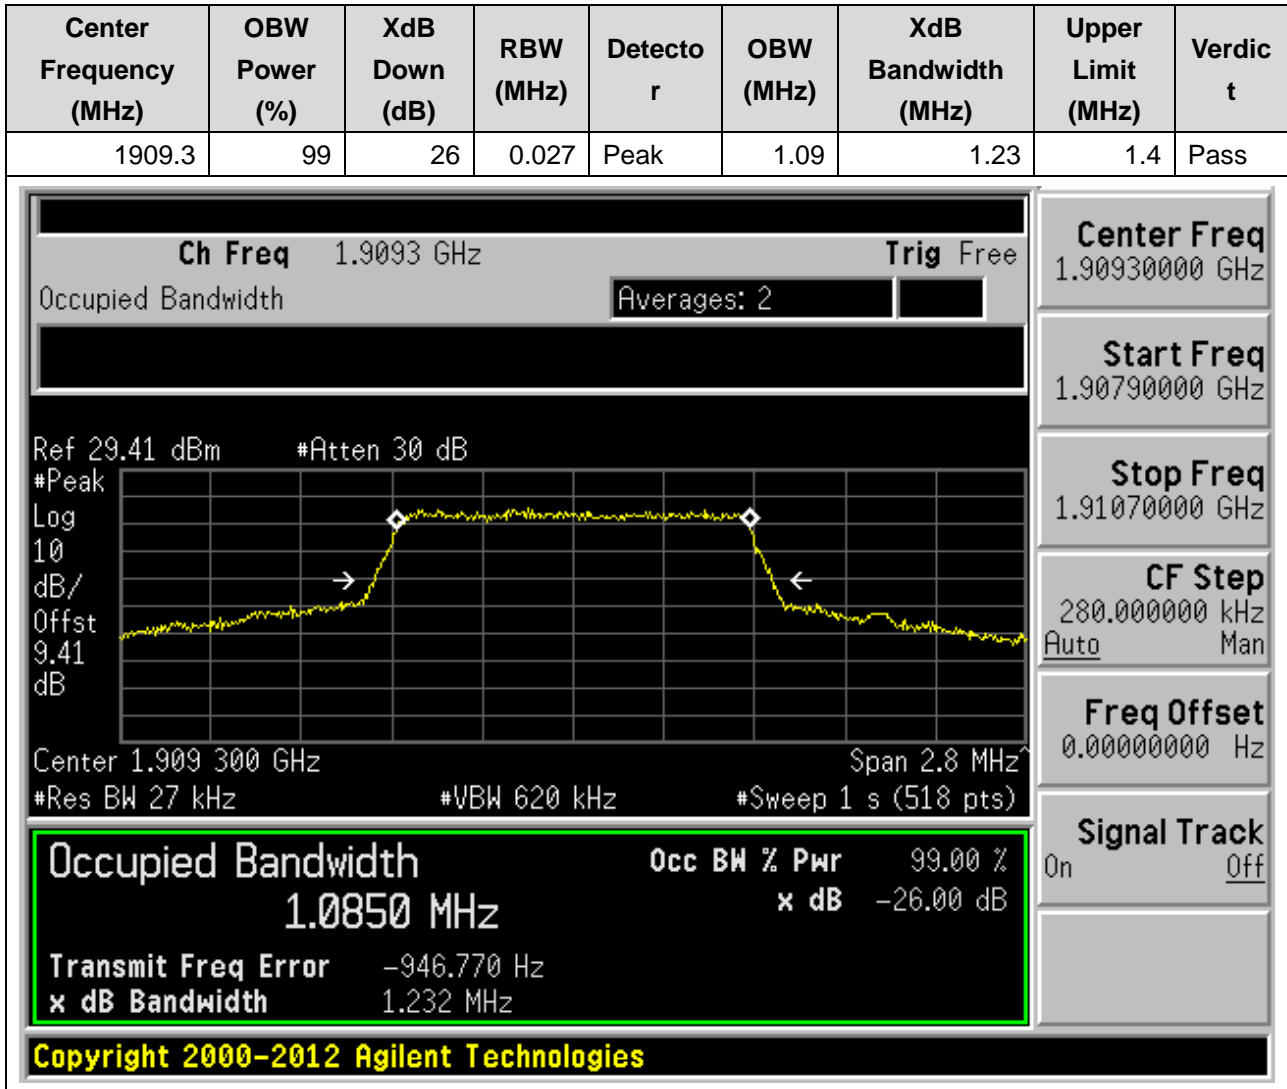 Center Frequency (MHz) OBW Power (%) XdB Down (dB) RBW (MHz) Detector OBW (MHz) XdB Bandwidth (MHz) Upper Limit (MHz) Verdict
1909.3 99 26 0.027 Peak 1.09 1.23 1.4 Pass
Ch Freq 1.9093 GHz Trig Free
Occupied Bandwidth Averages: 2
Ref 29.41 dBm #Atten 30 dB
#Peak
Log
10
dB/
Offst
9.41
dB
Center 1.909 300 GHz Span 2.8 MHz^
#Res BW 27 kHz #VBW 620 kHz #Sweep 1 s (518 pts)
Occupied Bandwidth Occ BW % Pwr 99.00 %
1.0850 MHz x dB -26.00 dB
Transmit Freq Error -946.770 Hz
x dB Bandwidth 1.232 MHz
Copyright 2000-2012 Agilent Technologies
Center Freq
1.90930000 GHz
Start Freq
1.90790000 GHz
Stop Freq
1.91070000 GHz
CF Step
280.000000 kHz
Auto Man
Freq Offset
0.00000000 Hz
Signal Track
On Off